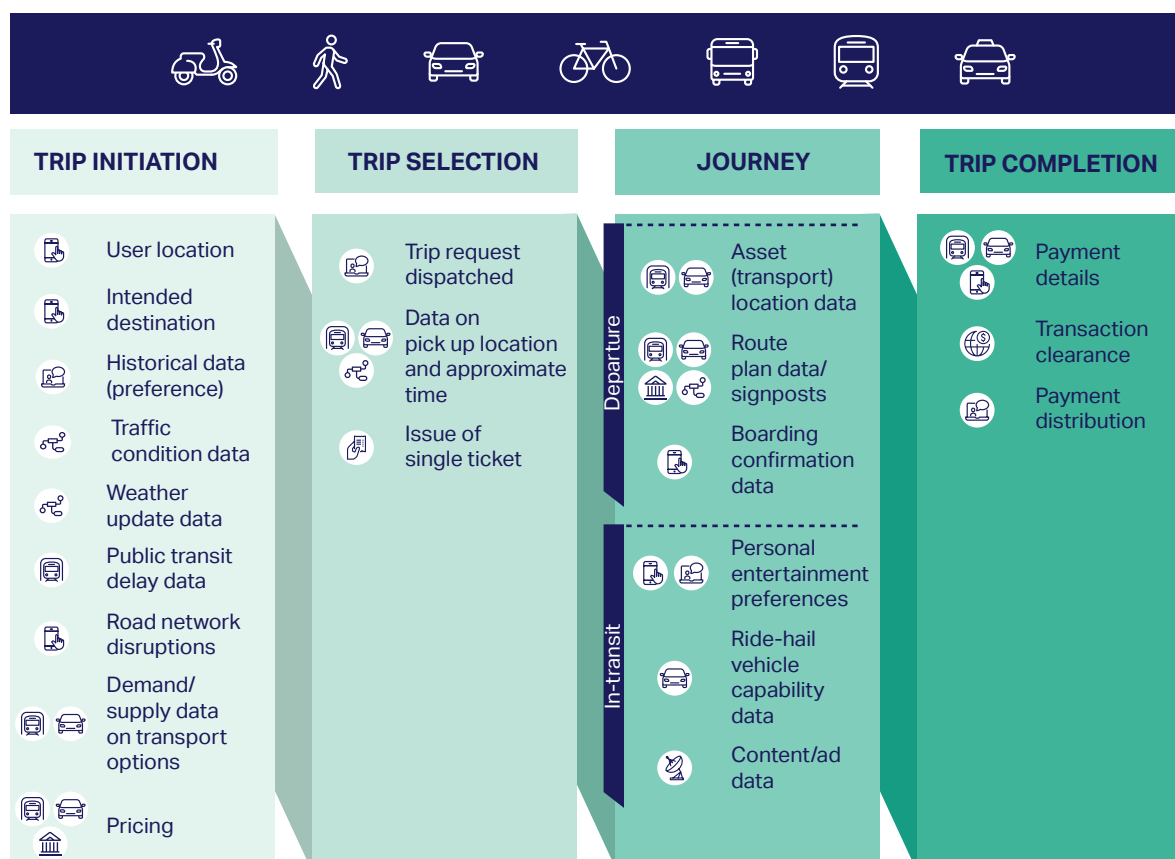 TRIP INITIATION
TRIP SELECTION
JOURNEY
TRIP COMPLETION
User location
Intended
destination
Historical data
(preference)
Traffic
condition data
Weather
update data
Public transit
delay data
Road network
disruptions
Demand/
supply data
on transport
options
Pricing
Trip request
dispatched
Data on
pick up location
and approximate
time
Issue of
single ticket
Departure
Asset
(transport)
location data
Route
plan data/
signposts
Boarding
confirmation
data
In-transit
Personal
entertainment
preferences
Ride-hail
vehicle
capability
data
Content/ad
data
Payment
details
Transaction
clearance
Payment
distribution